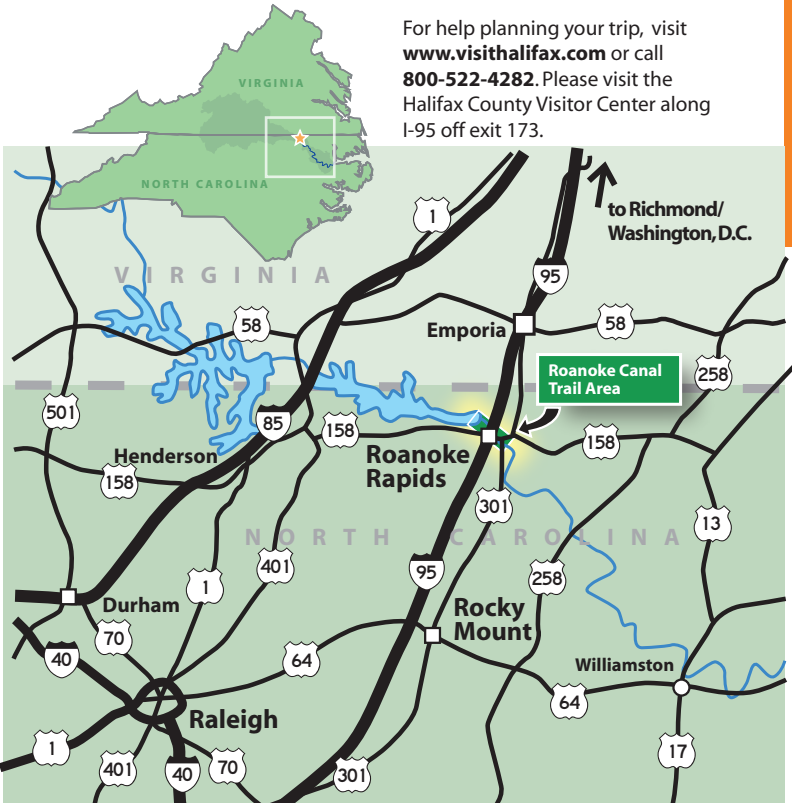 For help planning your trip, visit
www.visithalifax.com or call
800-522-4282. Please visit the
Halifax County Visitor Center along
I-95 off exit 173.
VIRGINIA
NORTH CAROLINA
1
to Richmond/
Washington, D.C.
VIRGINIA
95
58
Emporia
58
Roanoke Canal
Trail Area
258
501
85
158
Henderson
Roanoke
Rapids
158
158
301
13
NORTH CAROLINA
401
95
258
1
Durham
Rocky
Mount
70
40
64
Williamston
64
Raleigh
1
17
401
40
70
301